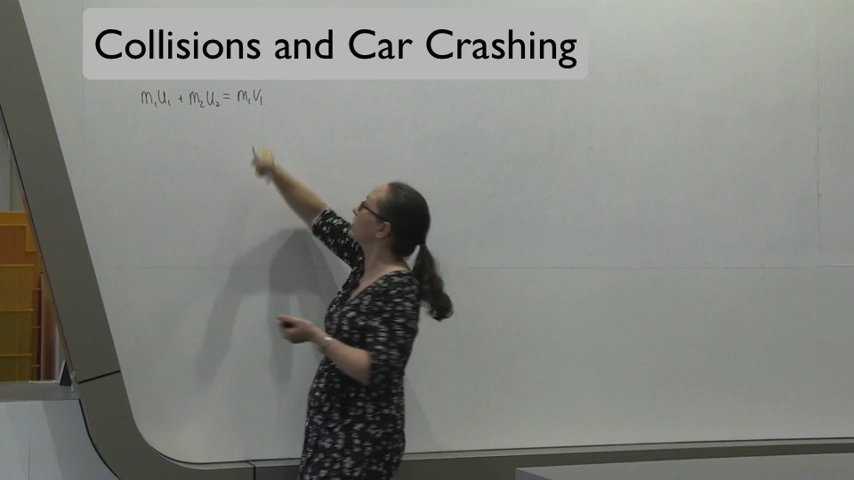 Collisions and Car Crashing
m₁u₁ + m₂u₂ = m₁v₁